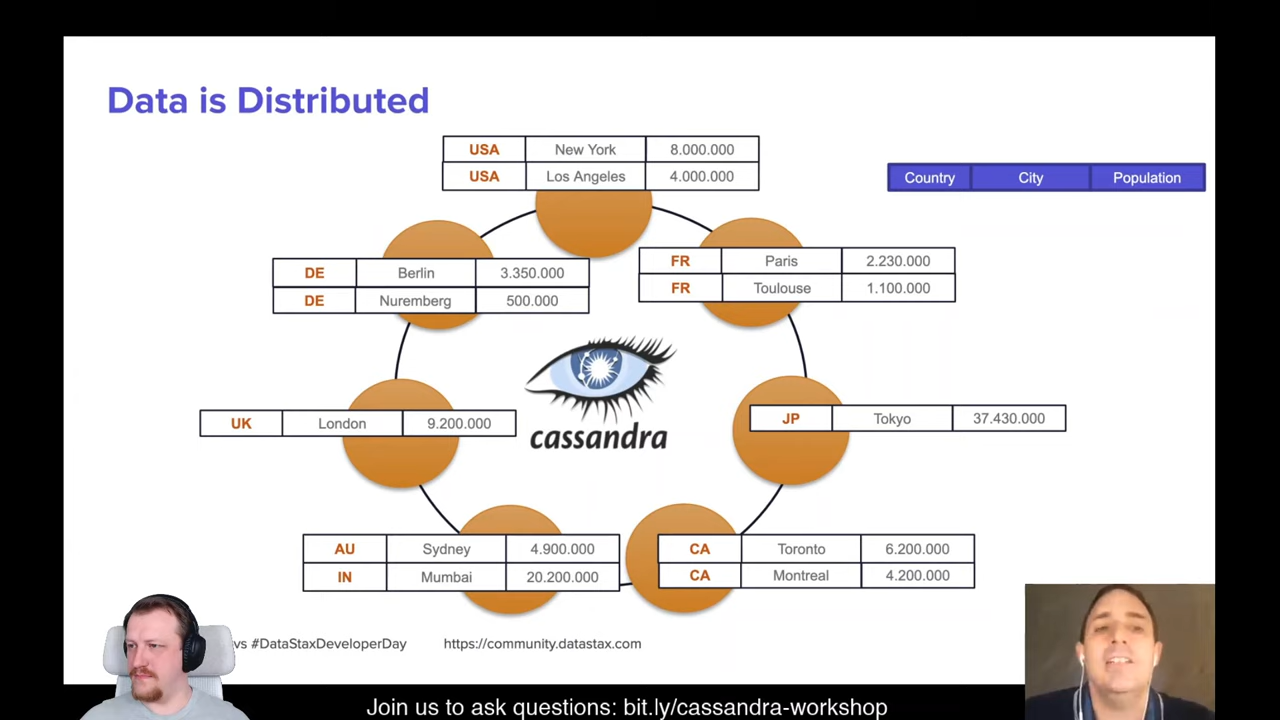 Data is Distributed
USA New York 8.000.000
USA Los Angeles 4.000.000
Country City Population
FR Paris 2.230.000
FR Toulouse 1.100.000
DE Berlin 3.350.000
DE Nuremberg 500.000
cassandra
UK London 9.200.000
JP Tokyo 37.430.000
AU Sydney 4.900.000
IN Mumbai 20.200.000
CA Toronto 6.200.000
CA Montreal 4.200.000
#DataStaxDeveloperDay https://community.datastax.com
Join us to ask questions: bit.ly/cassandra-workshop